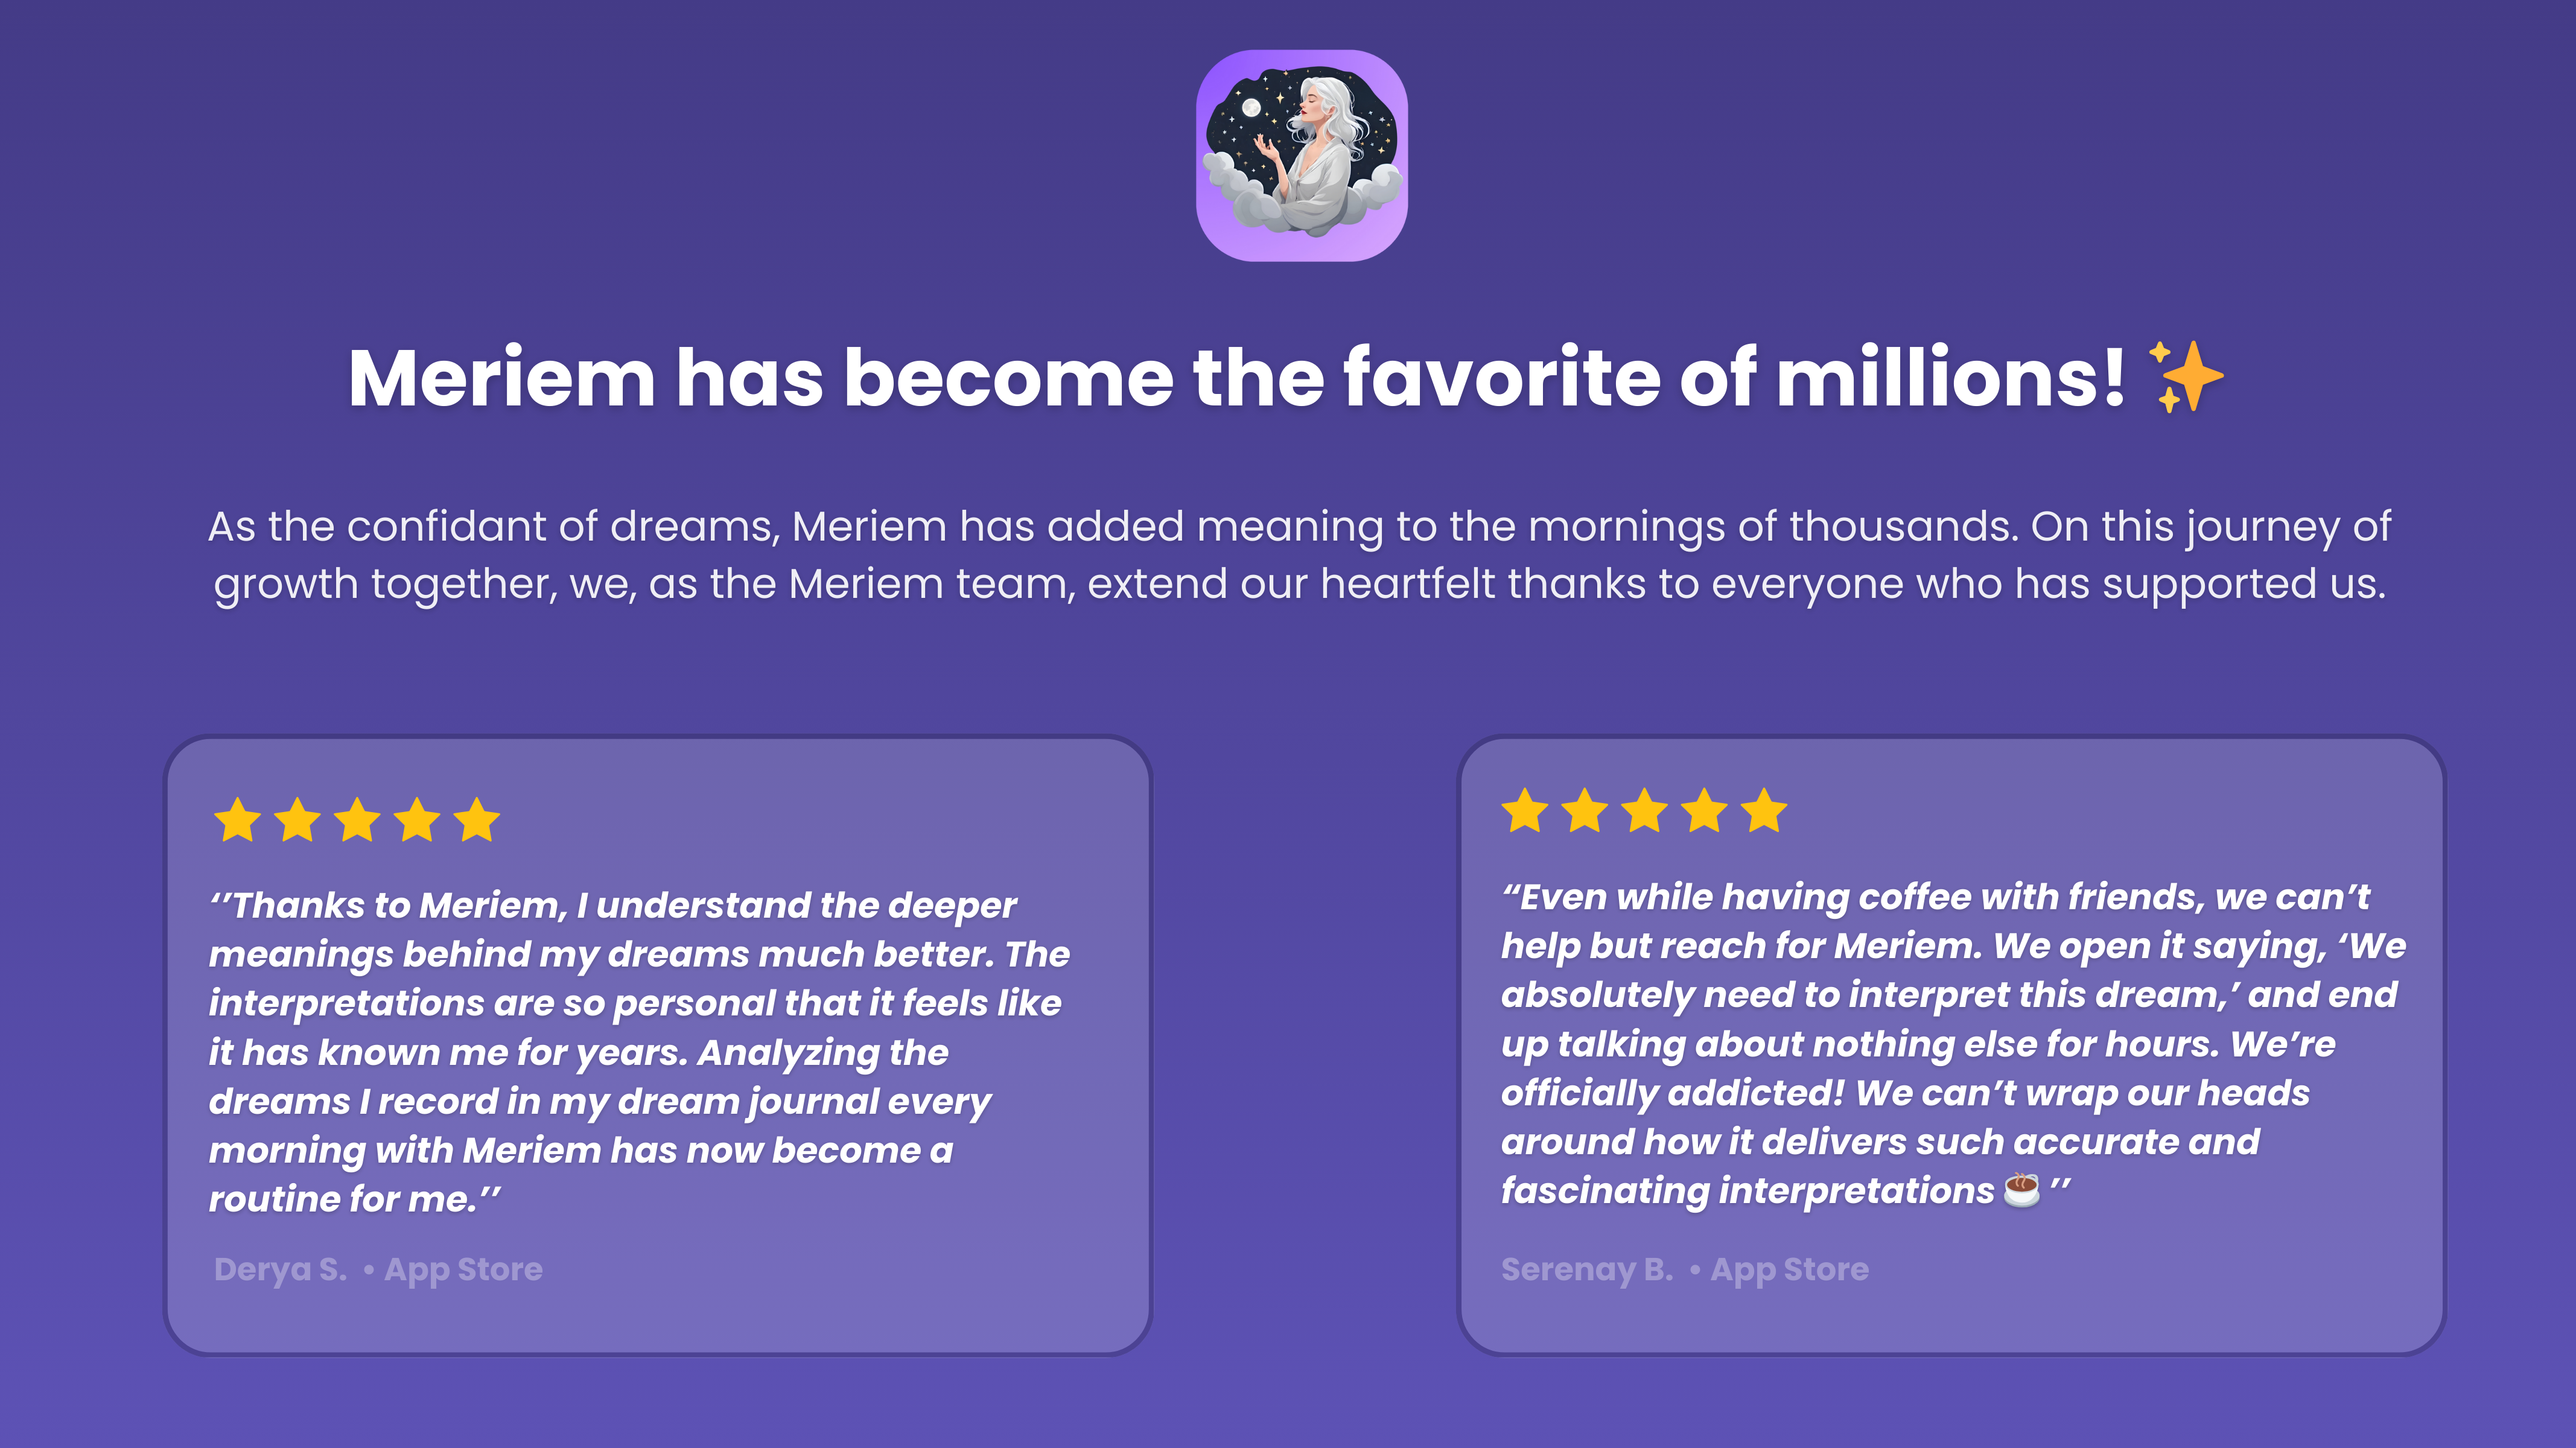 Meriem has become the favorite of millions! ✨
As the confidant of dreams, Meriem has added meaning to the mornings of thousands. On this journey of
growth together, we, as the Meriem team, extend our heartfelt thanks to everyone who has supported us.
‘’Thanks to Meriem, I understand the deeper
meanings behind my dreams much better. The
interpretations are so personal that it feels like
it has known me for years. Analyzing the
dreams I record in my dream journal every
morning with Meriem has now become a
routine for me.’’
Derya S. • App Store
“Even while having coffee with friends, we can’t
help but reach for Meriem. We open it saying, ‘We
absolutely need to interpret this dream,’ and end
up talking about nothing else for hours. We’re
officially addicted! We can’t wrap our heads
around how it delivers such accurate and
fascinating interpretations☕ ’’
Serenay B. • App Store